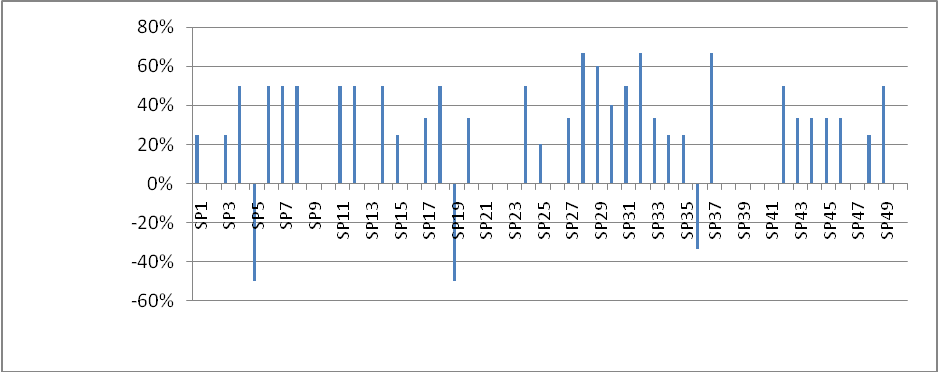 80%
60%
40%
20%
0%
-20%
-40%
-60%
SP1
SP3
SP5
SP7
SP9
SP11
SP13
SP15
SP17
SP19
SP21
SP23
SP25
SP27
SP29
SP31
SP33
SP35
SP37
SP39
SP41
SP43
SP45
SP47
SP49